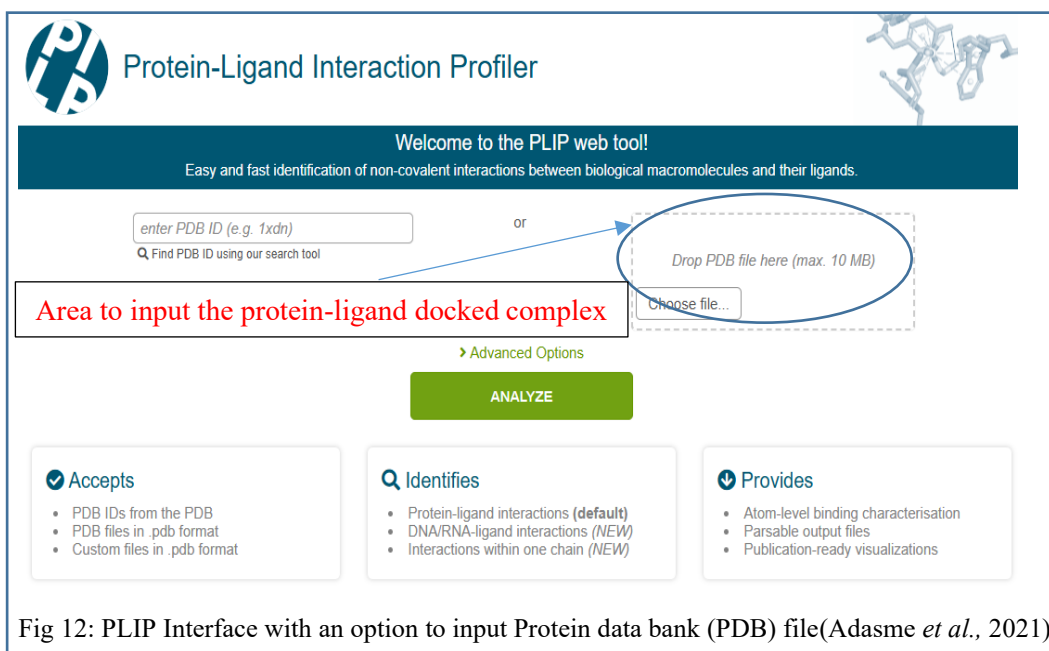 PLIP
Protein-Ligand Interaction Profiler
Welcome to the PLIP web tool!
Easy and fast identification of non-covalent interactions between biological macromolecules and their ligands.
enter PDB ID (e.g. 1xdn)
Find PDB ID using our search tool
or
Drop PDB file here (max. 10 MB)
Choose file...
Area to input the protein-ligand docked complex
> Advanced Options
ANALYZE
Accepts
• PDB IDs from the PDB
• PDB files in .pdb format
• Custom files in .pdb format
Identifies
• Protein-ligand interactions (default)
• DNA/RNA-ligand interactions (NEW)
• Interactions within one chain (NEW)
Provides
• Atom-level binding characterisation
• Parsable output files
• Publication-ready visualizations
Fig 12: PLIP Interface with an option to input Protein data bank (PDB) file(Adasme et al., 2021)